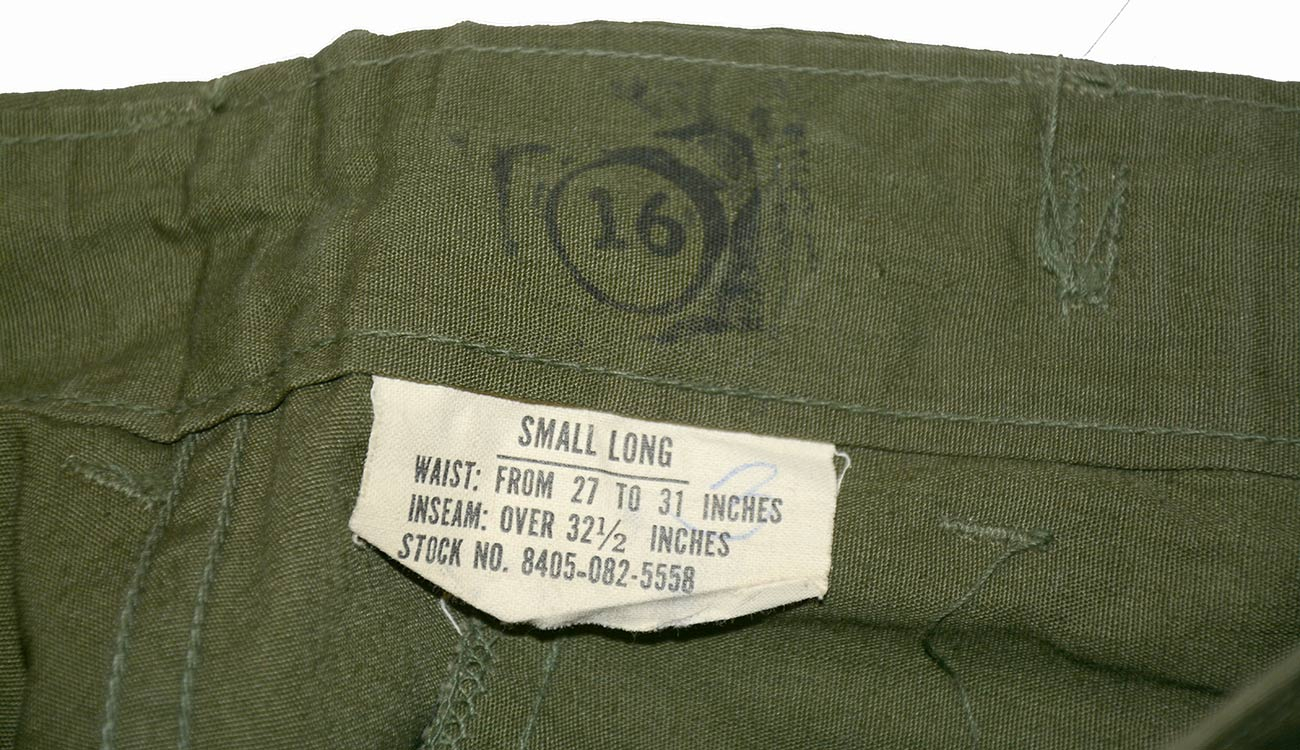 16
SMALL LONG
WAIST: FROM 27 TO 31 INCHES
INSEAM: OVER 32½ INCHES
STOCK NO. 8405-082-5558